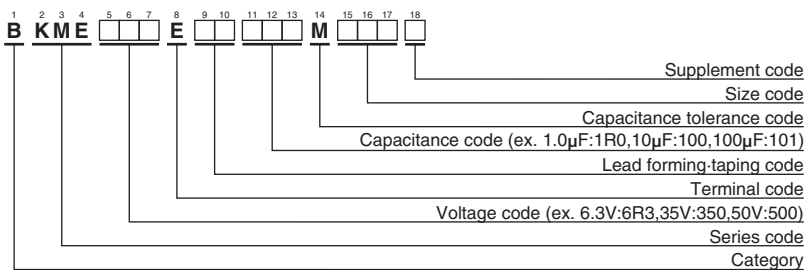 1 2 3 4 5 6 7 8 9 10 11 12 13 14 15 16 17 18
B KME □□□ E □□ □□□ M □□□ □
Supplement code
Size code
Capacitance tolerance code
Capacitance code (ex. 1.0µF:1R0,10µF:100,100µF:101)
Lead forming·taping code
Terminal code
Voltage code (ex. 6.3V:6R3,35V:350,50V:500)
Series code
Category